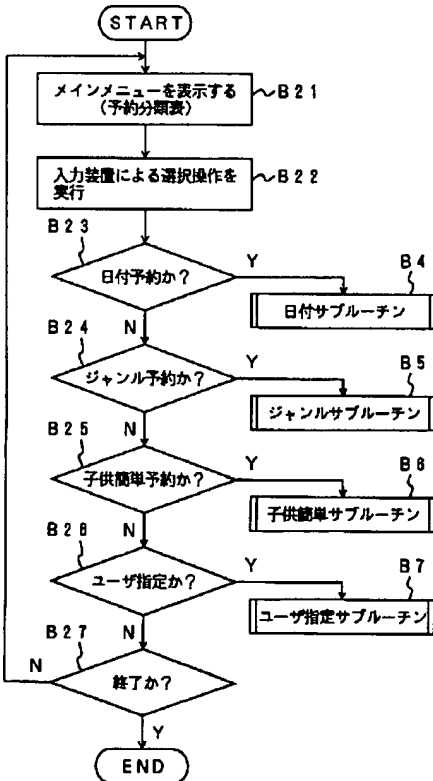 START
メインメニューを表示する
(予約分類表)
B21
入力装置による選択操作を
実行
B22
B23
日付予約か?
Y
N
B4
日付サブルーチン
B24
ジャンル予約か?
Y
N
B5
ジャンルサブルーチン
B25
子供簡単予約か?
Y
N
B6
子供簡単サブルーチン
B26
ユーザ指定か?
Y
N
B7
ユーザ指定サブルーチン
B27
終了か?
N
Y
END